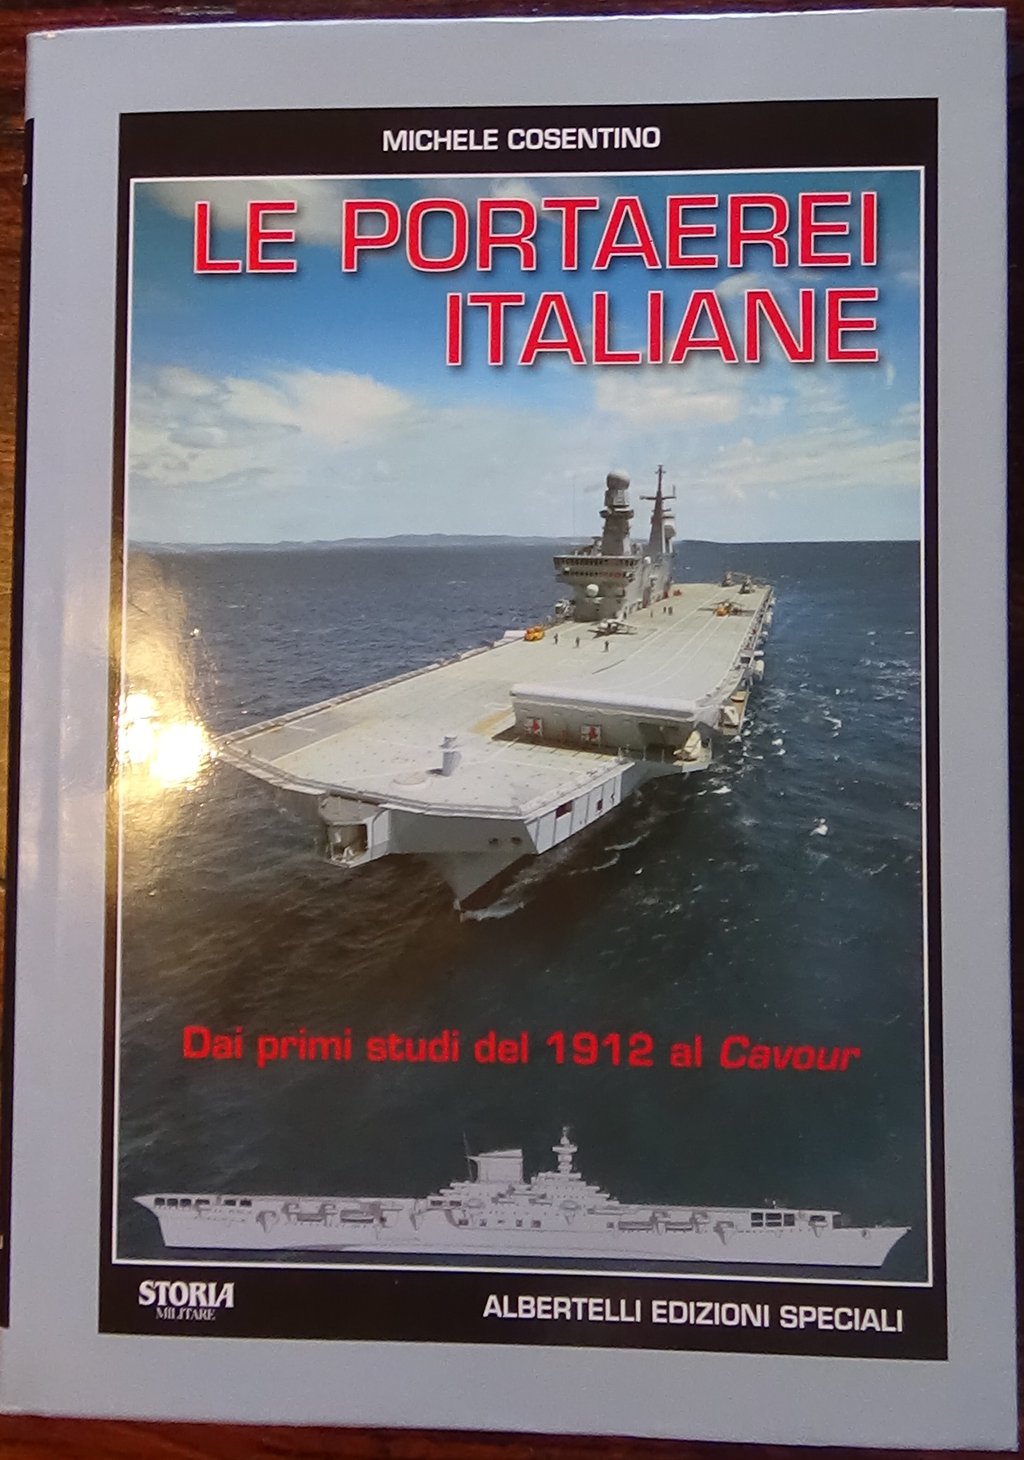 MICHELE COSENTINO
LE PORTAEREI
ITALIANE
Dai primi studi del 1912 al Cavour
STORIA
MILITARE
ALBERTELLI EDIZIONI SPECIALI